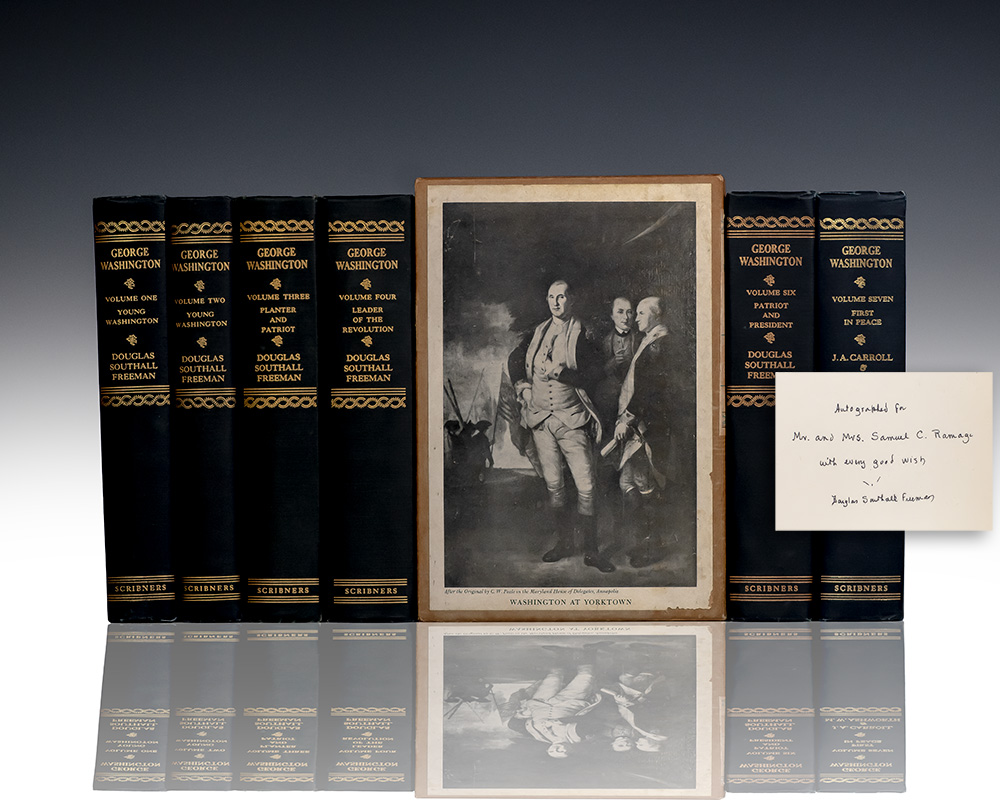 GEORGE
WASHINGTON
VOLUME ONE
YOUNG
WASHINGTON
DOUGLAS
SOUTHALL
FREEMAN
SCRIBNERS
GEORGE
WASHINGTON
VOLUME TWO
YOUNG
WASHINGTON
DOUGLAS
SOUTHALL
FREEMAN
SCRIBNERS
GEORGE
WASHINGTON
VOLUME THREE
PLANTER
AND
PATRIOT
DOUGLAS
SOUTHALL
FREEMAN
SCRIBNERS
GEORGE
WASHINGTON
VOLUME FOUR
LEADER
OF THE
REVOLUTION
DOUGLAS
SOUTHALL
FREEMAN
SCRIBNERS
After the Original by C. W. Peale in the Maryland House of Delegates, Annapolis
WASHINGTON AT YORKTOWN
GEORGE
WASHINGTON
VOLUME SIX
PATRIOT
AND
PRESIDENT
DOUGLAS
SOUTHALL
FREEM
SCRIBNERS
GEORGE
WASHINGTON
VOLUME SEVEN
FIRST
IN PEACE
J. A. CARROLL
&
SCRIBNERS
Autographed for
Mr. and Mrs. Samuel C. Ramage
with every good wish
Douglas Southall Freeman